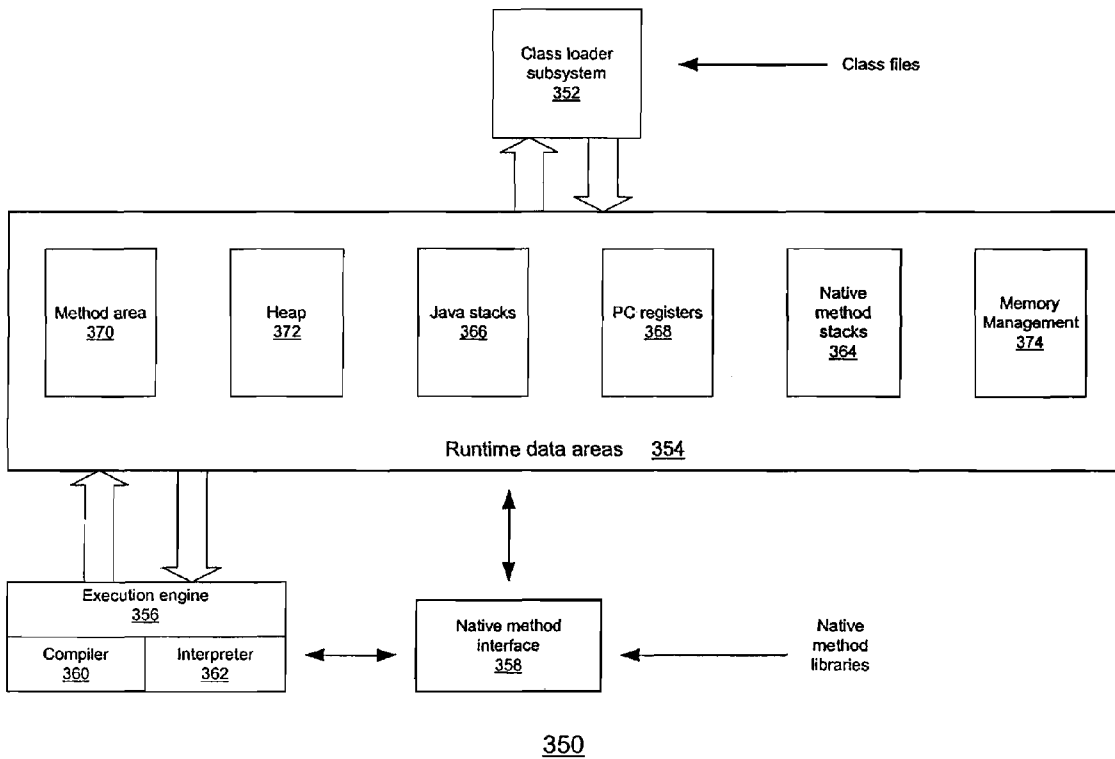 Class loader
subsystem
352
Class files
Method area
370
Heap
372
Java stacks
366
PC registers
368
Native
method
stacks
364
Memory
Management
374
Runtime data areas 354
Execution engine
356
Compiler
360
Interpreter
362
Native method
interface
358
Native
method
libraries
350